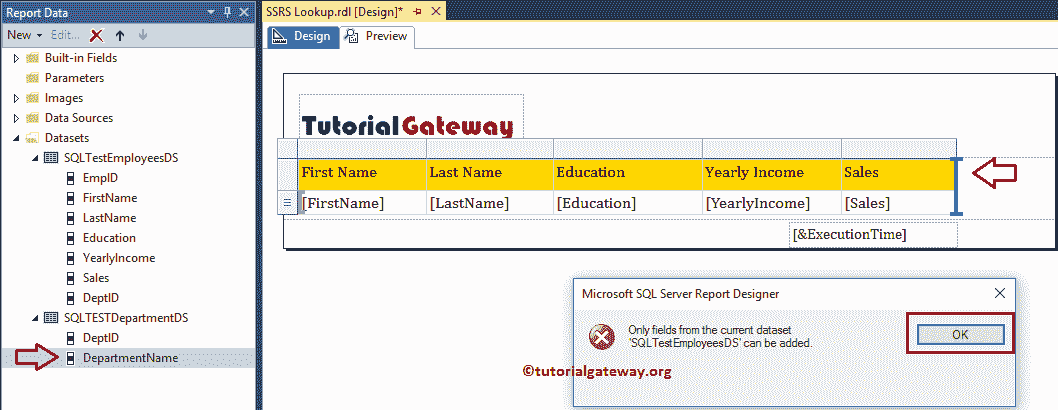 Report Data
New Edit...
Built-in Fields
Parameters
Images
Data Sources
Datasets
SQLTestEmployeesDS
EmpID
FirstName
LastName
Education
YearlyIncome
Sales
DeptID
SQLTESTDepartmentDS
DeptID
DepartmentName
SSRS Lookup.rdl [Design]*
Design Preview
TutorialGateway
First Name Last Name Education Yearly Income Sales
[FirstName] [LastName] [Education] [YearlyIncome] [Sales]
[&ExecutionTime]
Microsoft SQL Server Report Designer
Only fields from the current dataset
'SQLTestEmployeesDS' can be added.
OK
©tutorialgateway.org